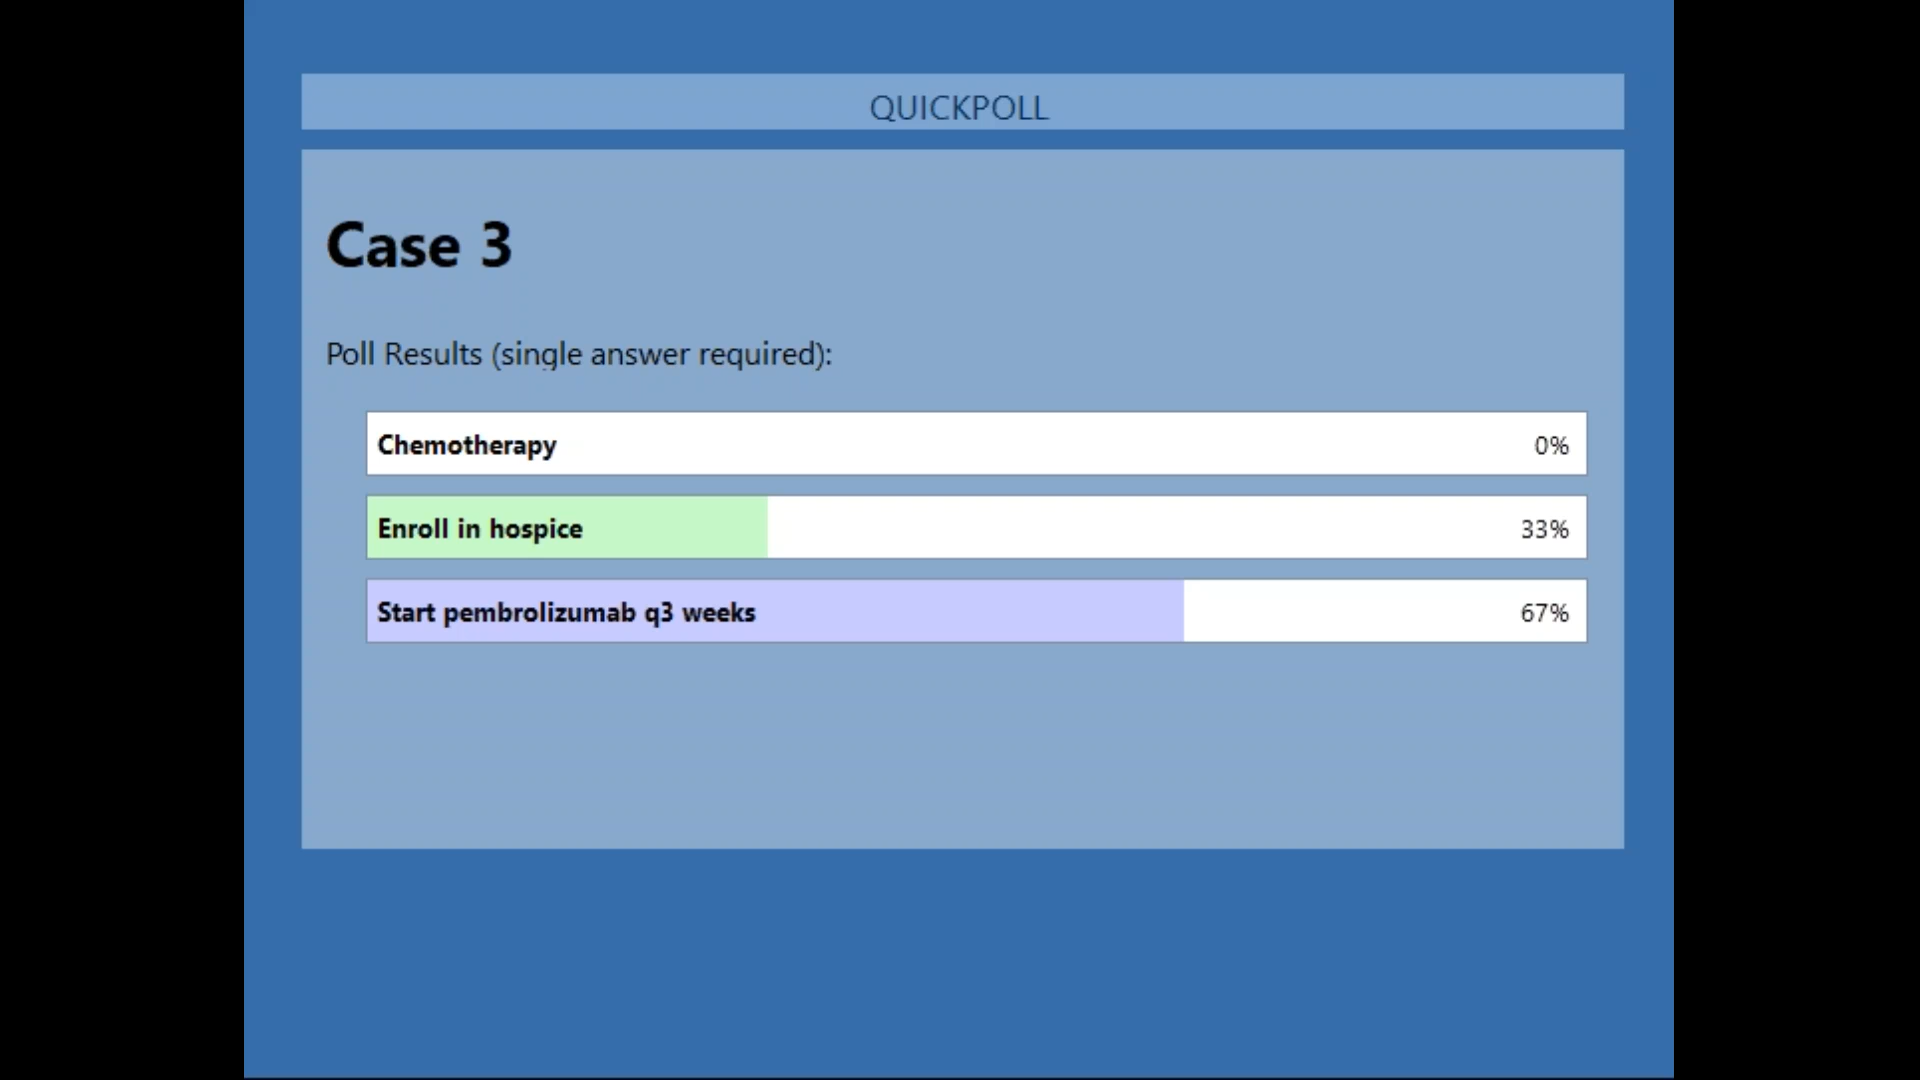 QUICKPOLL
Case 3
Poll Results (single answer required):
Chemotherapy 0%
Enroll in hospice 33%
Start pembrolizumab q3 weeks 67%